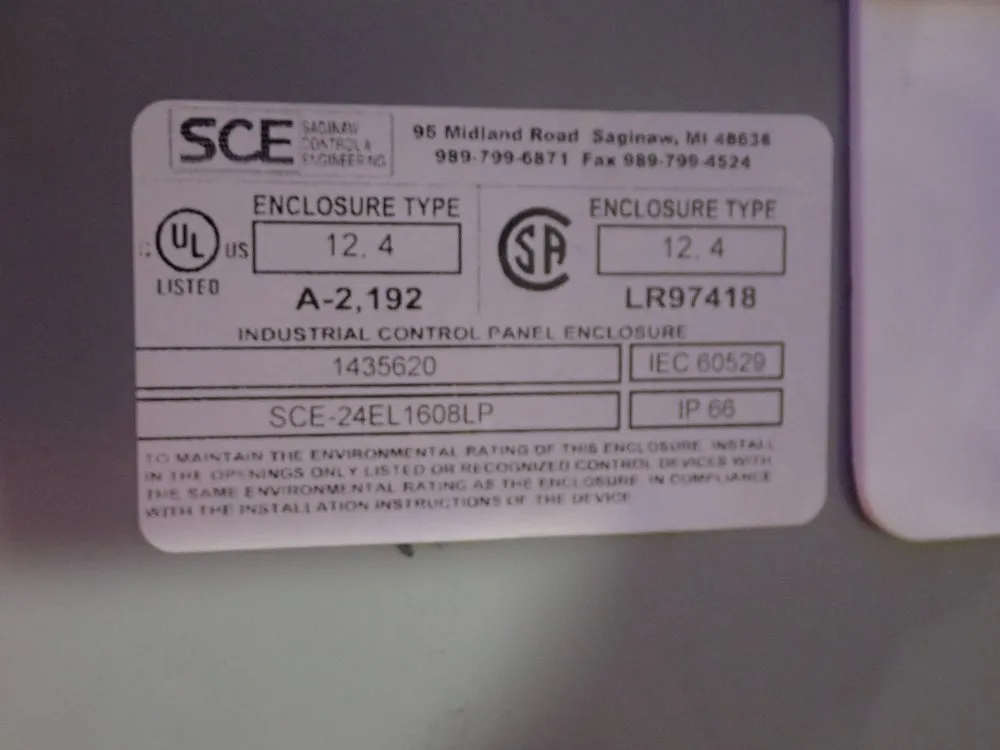 SCE
SAGINAW
CONTROL &
ENGINEERING
95 Midland Road Saginaw, MI 48638
989-799-6871 Fax 989-799-4524
C UL US
LISTED
ENCLOSURE TYPE
12, 4
A-2,192
SA
ENCLOSURE TYPE
12, 4
LR97418
INDUSTRIAL CONTROL PANEL ENCLOSURE
1435620
IEC 60529
SCE-24EL1608LP
IP 66
TO MAINTAIN THE ENVIRONMENTAL RATING OF THIS ENCLOSURE, INSTALL
IN THE OPENINGS ONLY LISTED OR RECOGNIZED CONTROL DEVICES WITH
THE SAME ENVIRONMENTAL RATING AS THE ENCLOSURE IN COMPLIANCE
WITH THE INSTALLATION INSTRUCTIONS OF THE DEVICE